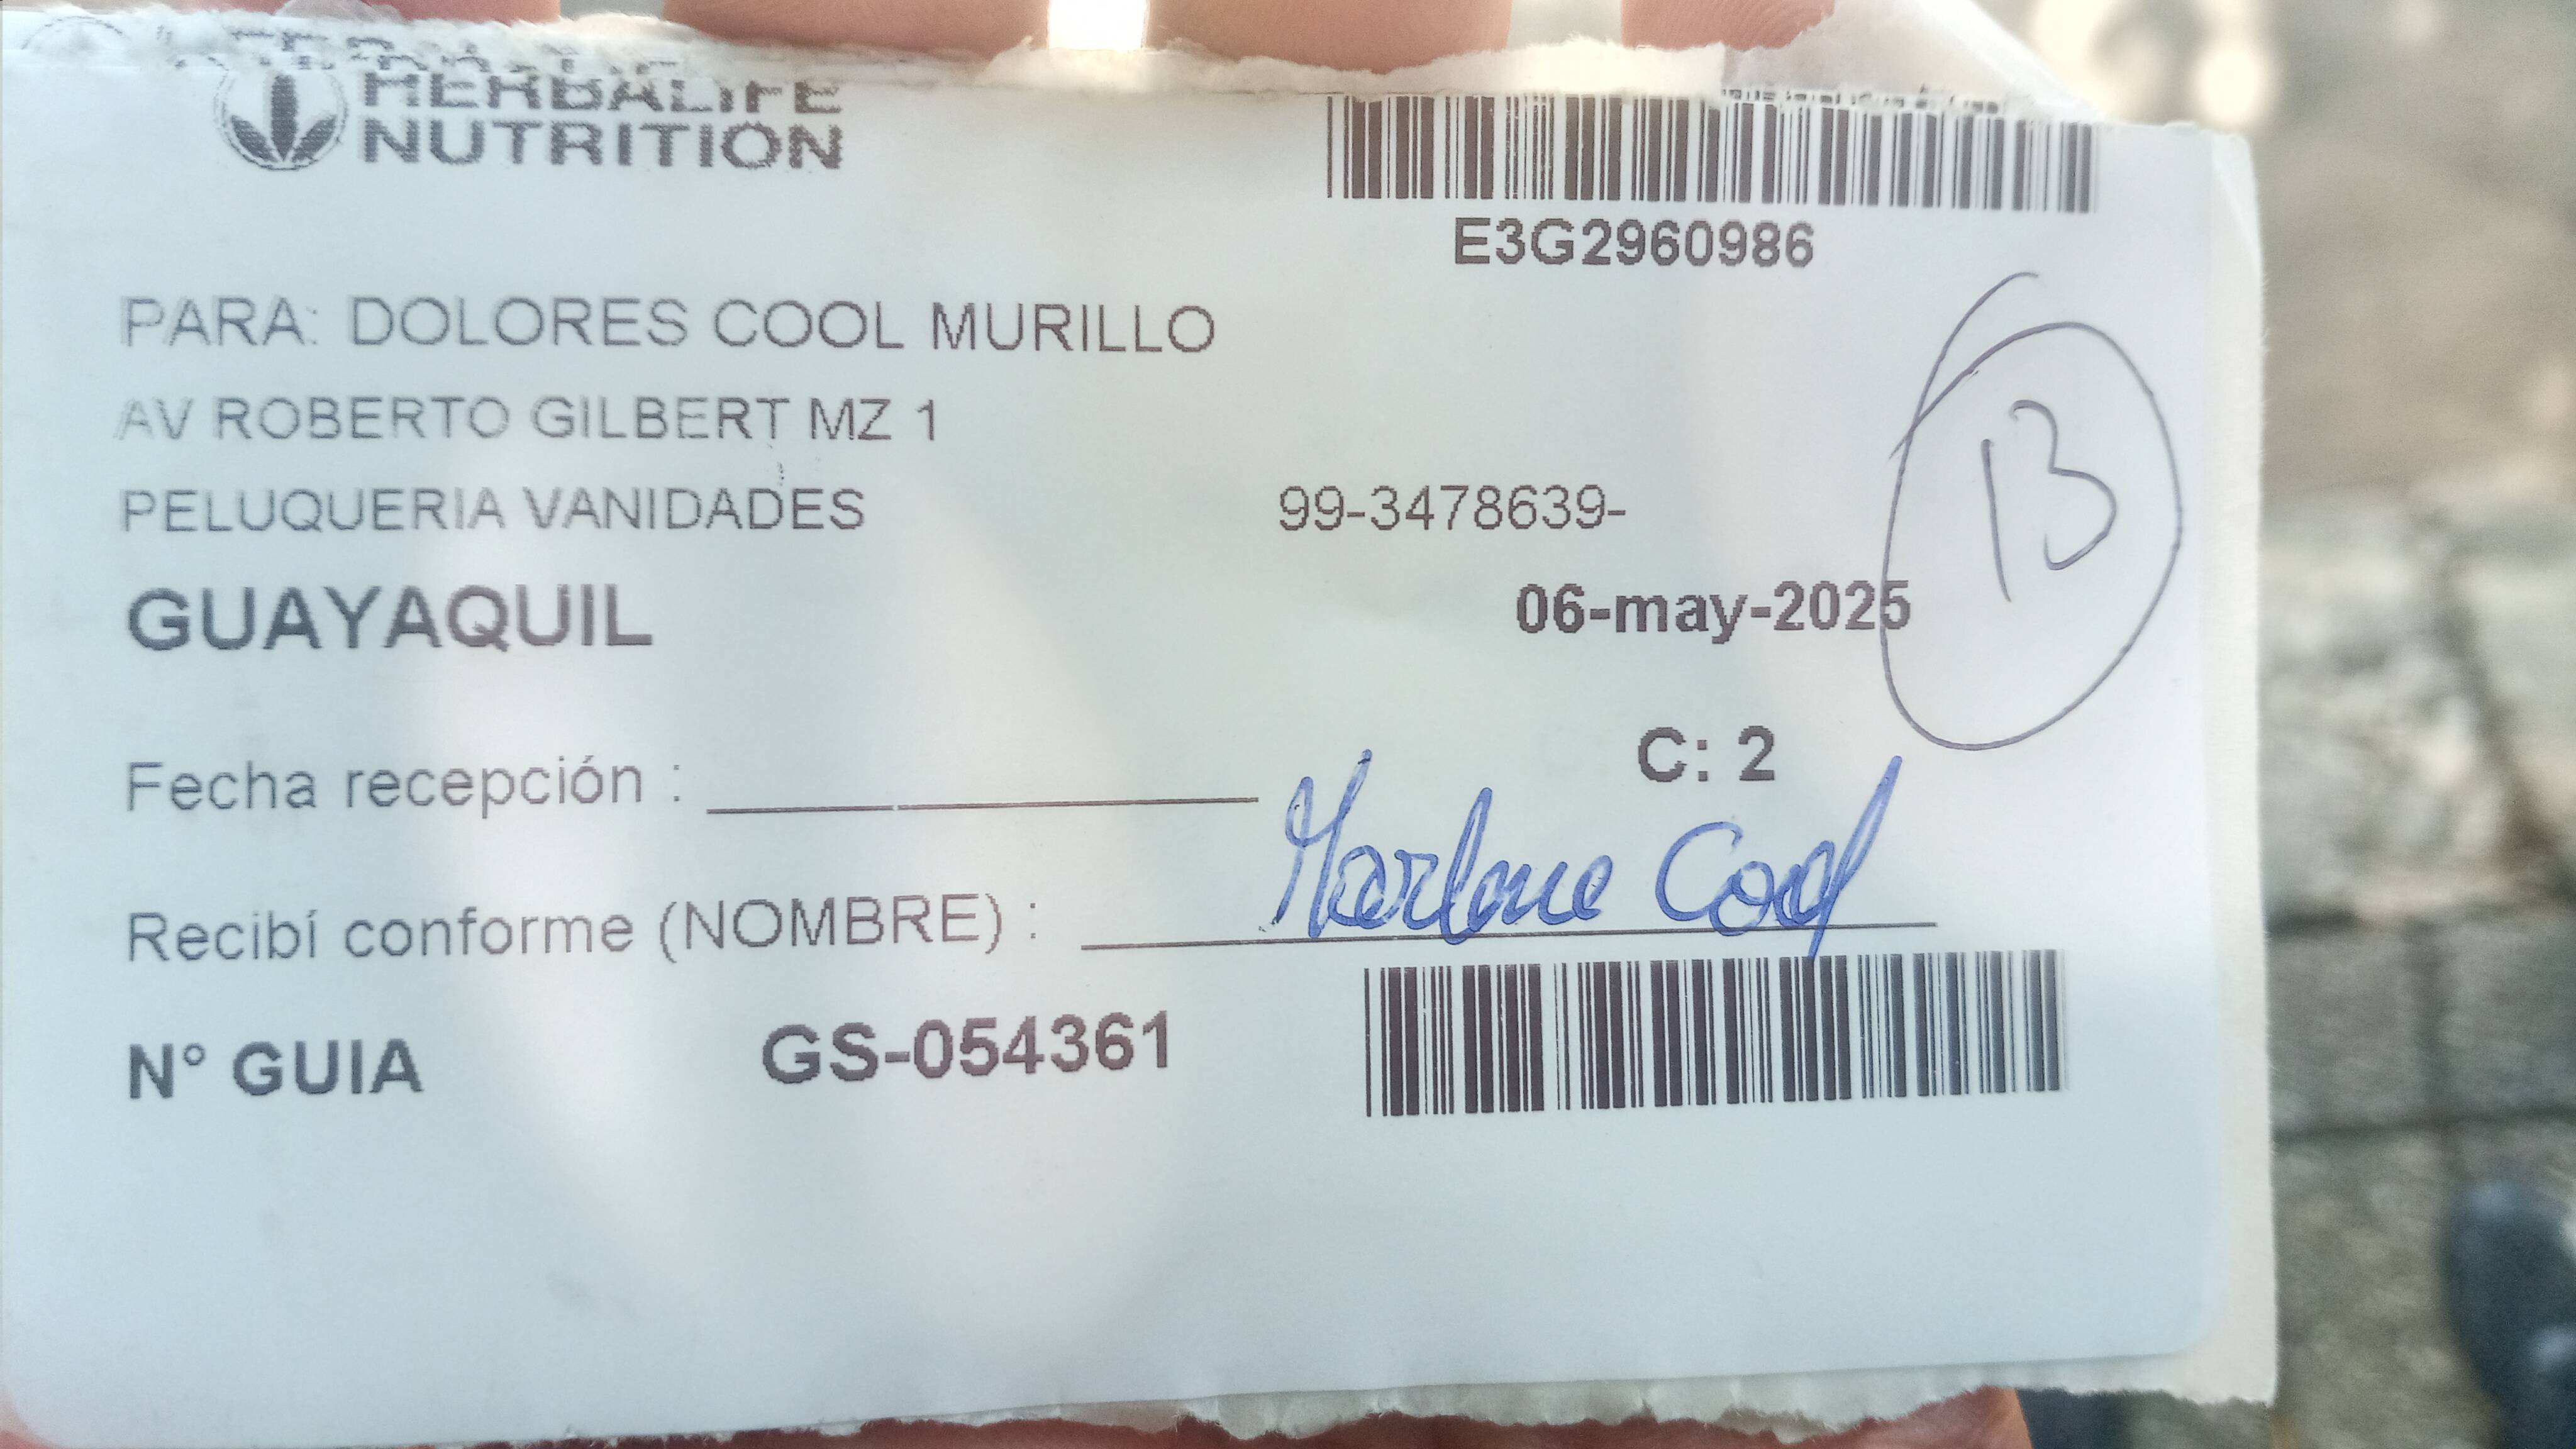 HERBALIFE
NUTRITION
E3G2960986
PARA: DOLORES COOL MURILLO
AV ROBERTO GILBERT MZ 1
PELUQUERIA VANIDADES
99-3478639-
13
GUAYAQUIL
06-may-2025
C: 2
Fecha recepción :
Recibí conforme (NOMBRE) : Marlene Cool
N° GUIA GS-054361